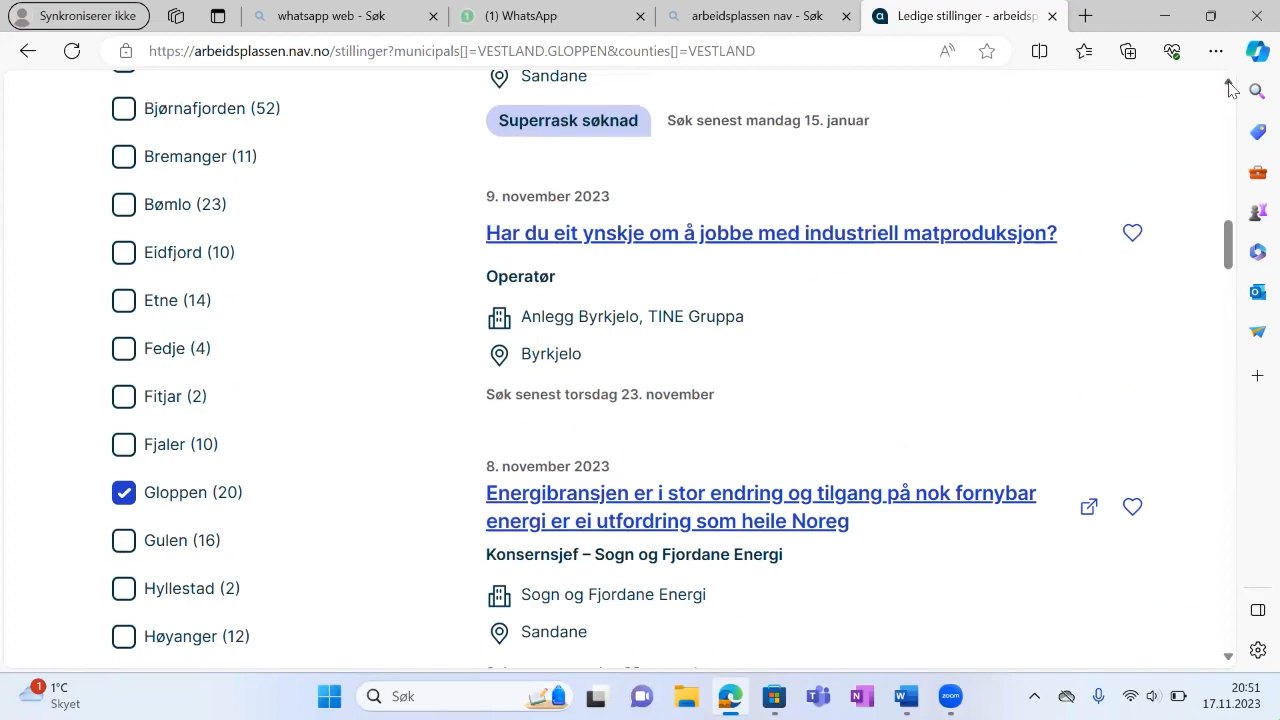 Synkroniserer ikke
whatsapp web - Søk
(1) WhatsApp
arbeidsplassen nav - Søk
Ledige stillinger - arbeidsp
https://arbeidsplassen.nav.no/stillinger?municipals[]=VESTLAND.GLOPPEN&counties[]=VESTLAND
Bjørnafjorden (52)
Bremanger (11)
Bømlo (23)
Eidfjord (10)
Etne (14)
Fedje (4)
Fitjar (2)
Fjaler (10)
Gloppen (20)
Gulen (16)
Hyllestad (2)
Høyanger (12)
Sandane
Superrask søknad
Søk senest mandag 15. januar
9. november 2023
Har du eit ynskje om å jobbe med industriell matproduksjon?
Operatør
Anlegg Byrkjelo, TINE Gruppa
Byrkjelo
Søk senest torsdag 23. november
8. november 2023
Energibransjen er i stor endring og tilgang på nok fornybar
energi er ei utfordring som heile Noreg
Konsernsjef – Sogn og Fjordane Energi
Sogn og Fjordane Energi
Sandane
1
1°C
Skyet
Søk
zoom
20:51
17.11.2023